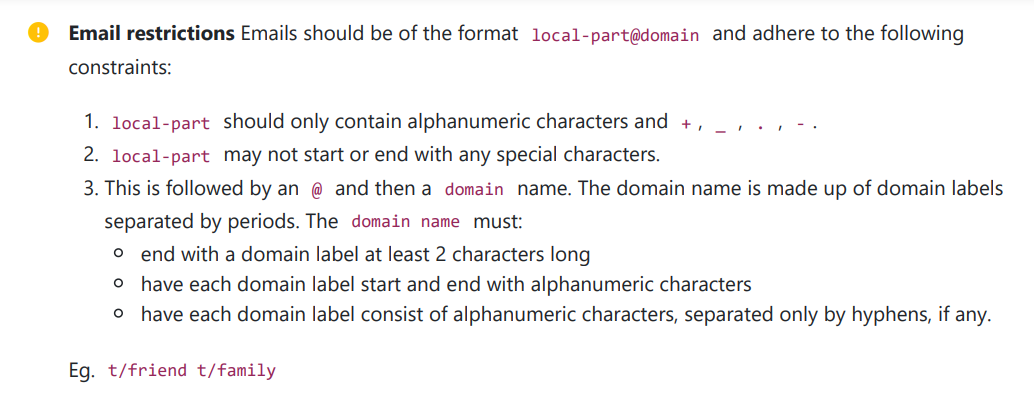 Email restrictions Emails should be of the format local-part@domain and adhere to the following
constraints:
1. local-part should only contain alphanumeric characters and +, _, ., -.
2. local-part may not start or end with any special characters.
3. This is followed by an @ and then a domain name. The domain name is made up of domain labels
separated by periods. The domain name must:
end with a domain label at least 2 characters long
have each domain label start and end with alphanumeric characters
have each domain label consist of alphanumeric characters, separated only by hyphens, if any.
Eg. t/friend t/family